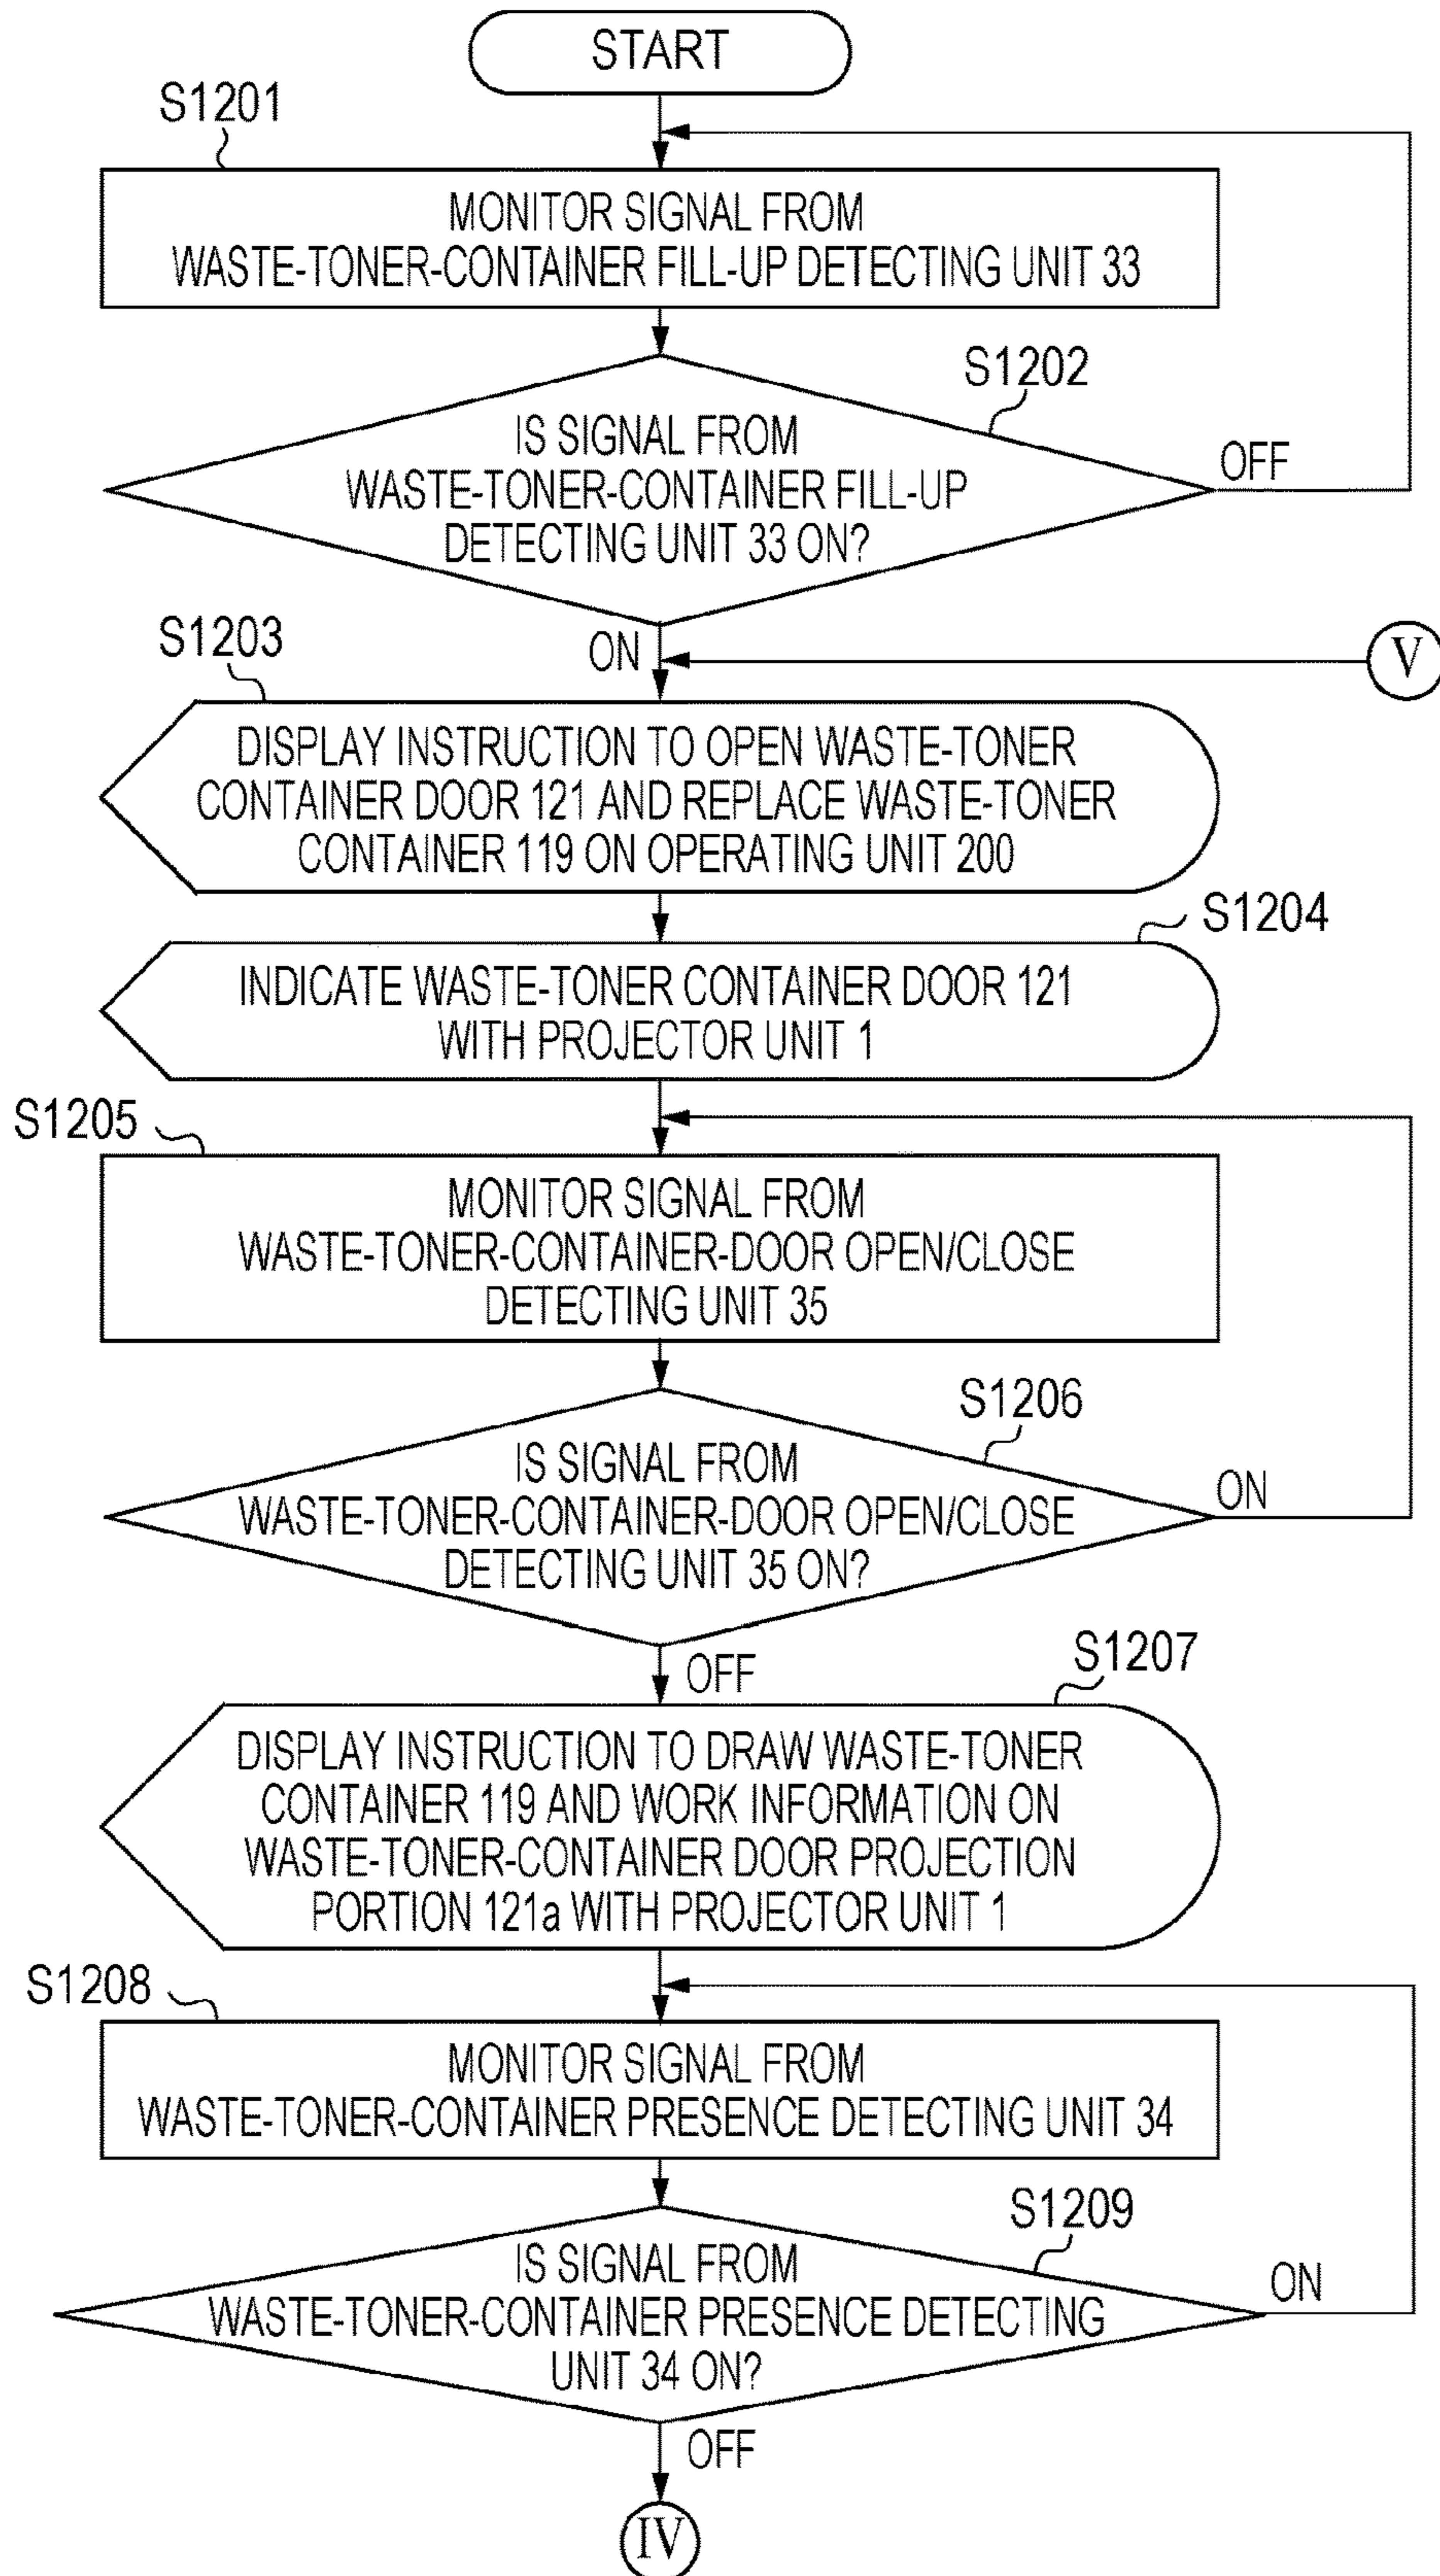 START
S1201
MONITOR SIGNAL FROM
WASTE-TONER-CONTAINER FILL-UP DETECTING UNIT 33
S1202
IS SIGNAL FROM
WASTE-TONER-CONTAINER FILL-UP
DETECTING UNIT 33 ON?
OFF
ON
V
S1203
DISPLAY INSTRUCTION TO OPEN WASTE-TONER
CONTAINER DOOR 121 AND REPLACE WASTE-TONER
CONTAINER 119 ON OPERATING UNIT 200
S1204
INDICATE WASTE-TONER CONTAINER DOOR 121
WITH PROJECTOR UNIT 1
S1205
MONITOR SIGNAL FROM
WASTE-TONER-CONTAINER-DOOR OPEN/CLOSE
DETECTING UNIT 35
S1206
IS SIGNAL FROM
WASTE-TONER-CONTAINER-DOOR OPEN/CLOSE
DETECTING UNIT 35 ON?
ON
OFF
S1207
DISPLAY INSTRUCTION TO DRAW WASTE-TONER
CONTAINER 119 AND WORK INFORMATION ON
WASTE-TONER-CONTAINER DOOR PROJECTION
PORTION 121a WITH PROJECTOR UNIT 1
S1208
MONITOR SIGNAL FROM
WASTE-TONER-CONTAINER PRESENCE DETECTING UNIT 34
S1209
IS SIGNAL FROM
WASTE-TONER-CONTAINER PRESENCE DETECTING
UNIT 34 ON?
ON
OFF
IV